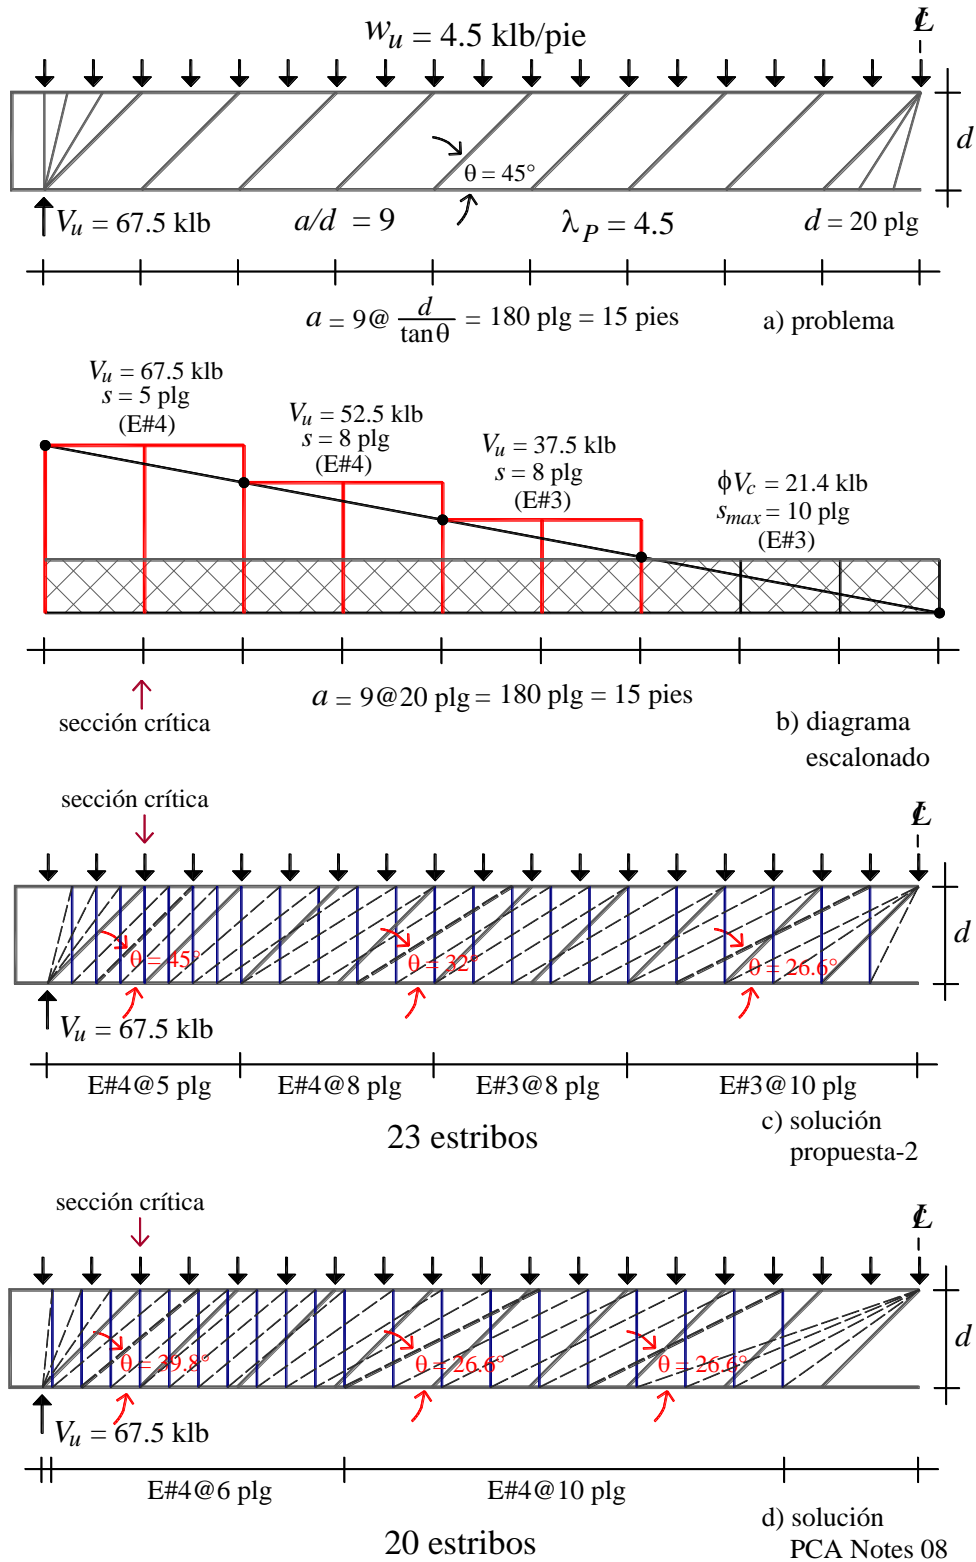 ℄
w_u = 4.5 klb/pie
d
θ = 45°
V_u = 67.5 klb
a/d = 9
λ_P = 4.5
d = 20 plg
a = 9@ d/tanθ = 180 plg = 15 pies
a) problema
V_u = 67.5 klb
s = 5 plg
(E#4)
V_u = 52.5 klb
s = 8 plg
(E#4)
V_u = 37.5 klb
s = 8 plg
(E#3)
ϕV_c = 21.4 klb
s_max = 10 plg
(E#3)
a = 9@20 plg = 180 plg = 15 pies
sección crítica
b) diagrama
escalonado
sección crítica
℄
d
θ = 45°
θ = 32°
θ = 26.6°
V_u = 67.5 klb
E#4@5 plg
E#4@8 plg
E#3@8 plg
E#3@10 plg
23 estribos
c) solución
propuesta-2
sección crítica
℄
d
θ = 39.8°
θ = 26.6°
θ = 26.6°
V_u = 67.5 klb
E#4@6 plg
E#4@10 plg
20 estribos
d) solución
PCA Notes 08